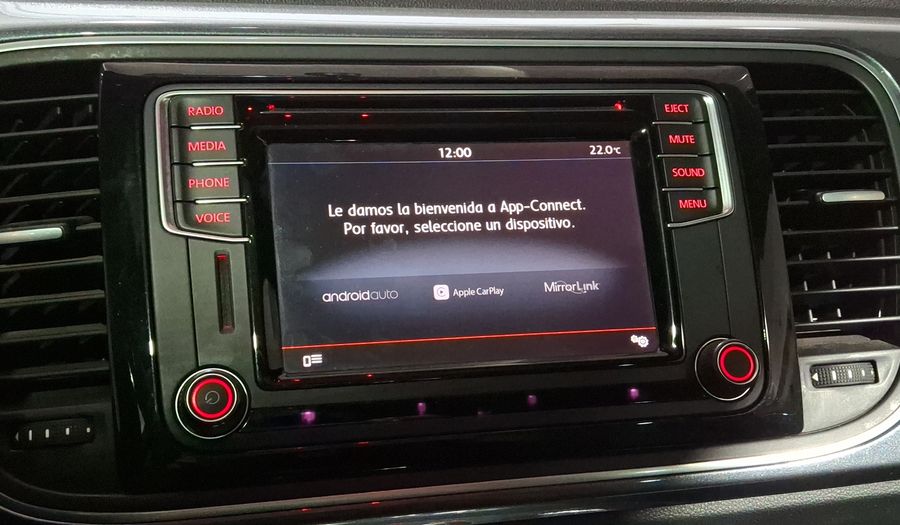 RADIO
MEDIA
PHONE
VOICE
EJECT
MUTE
SOUND
MENU
12:00
22.0°C
Le damos la bienvenida a App-Connect.
Por favor, seleccione un dispositivo.
androidauto
Apple CarPlay
MirrorLink